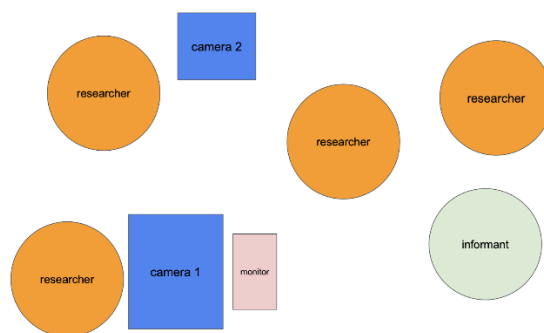 camera 2
researcher
researcher
researcher
researcher
camera 1
monitor
informant